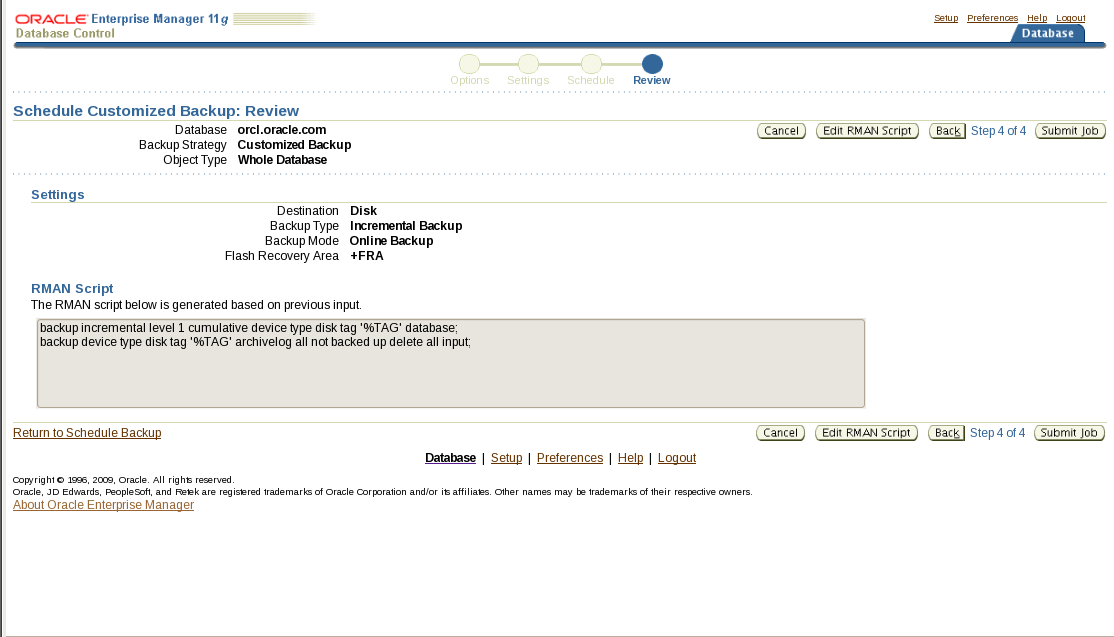 ORACLE Enterprise Manager 11g
Database Control
Setup Preferences Help Logout
Database
Options Settings Schedule Review
Schedule Customized Backup: Review
Database orcl.oracle.com
Backup Strategy Customized Backup
Object Type Whole Database
Cancel Edit RMAN Script Back Step 4 of 4 Submit Job
Settings
Destination Disk
Backup Type Incremental Backup
Backup Mode Online Backup
Flash Recovery Area +FRA
RMAN Script
The RMAN script below is generated based on previous input.
backup incremental level 1 cumulative device type disk tag '%TAG' database;
backup device type disk tag '%TAG' archivelog all not backed up delete all input;
Return to Schedule Backup
Cancel Edit RMAN Script Back Step 4 of 4 Submit Job
Database | Setup | Preferences | Help | Logout
Copyright © 1996, 2009, Oracle. All rights reserved.
Oracle, JD Edwards, PeopleSoft, and Retek are registered trademarks of Oracle Corporation and/or its affiliates. Other names may be trademarks of their respective owners.
About Oracle Enterprise Manager